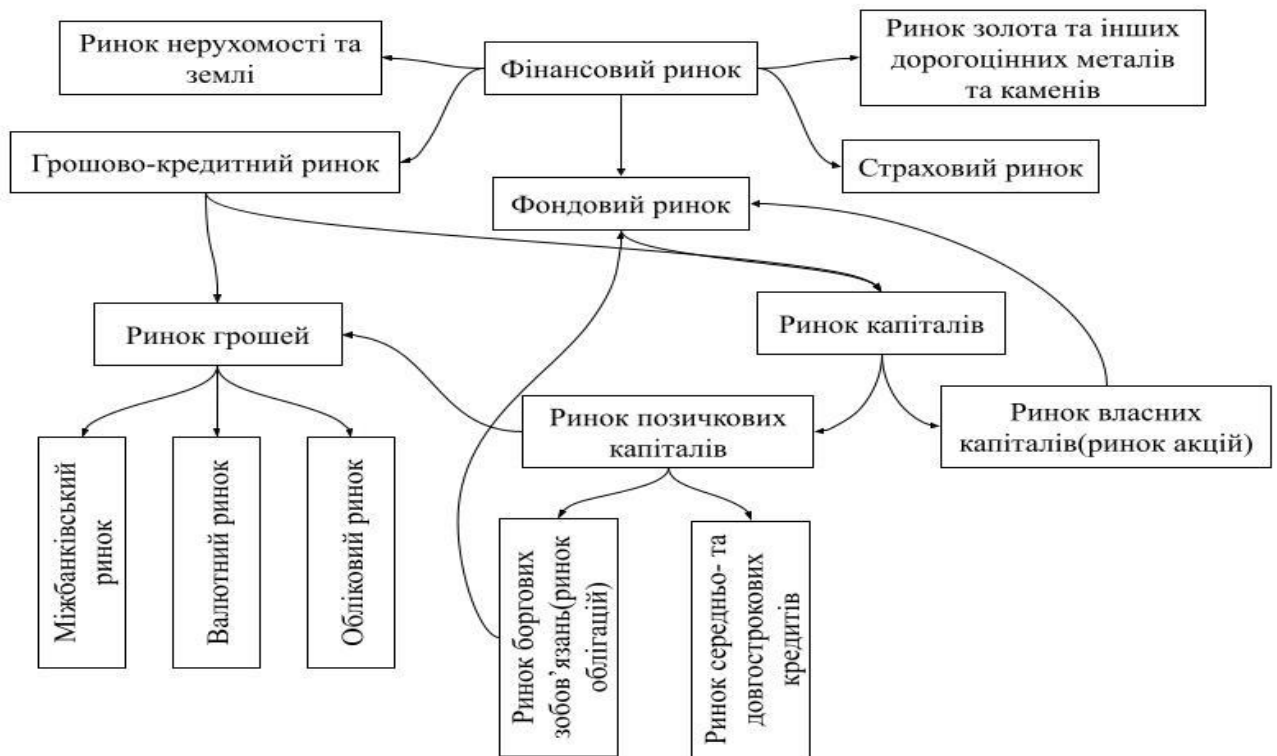 Ринок нерухомості та
землі
Фінансовий ринок
Ринок золота та інших
дорогоцінних металів
та каменів
Грошово-кредитний ринок
Страховий ринок
Фондовий ринок
Ринок грошей
Ринок капіталів
Ринок позичкових
капіталів
Ринок власних
капіталів(ринок акцій)
Міжбанківський
ринок
Валютний ринок
Обліковий ринок
Ринок боргових
зобов’язань(ринок
облігацій)
Ринок середньо- та
довгострокових
кредитів